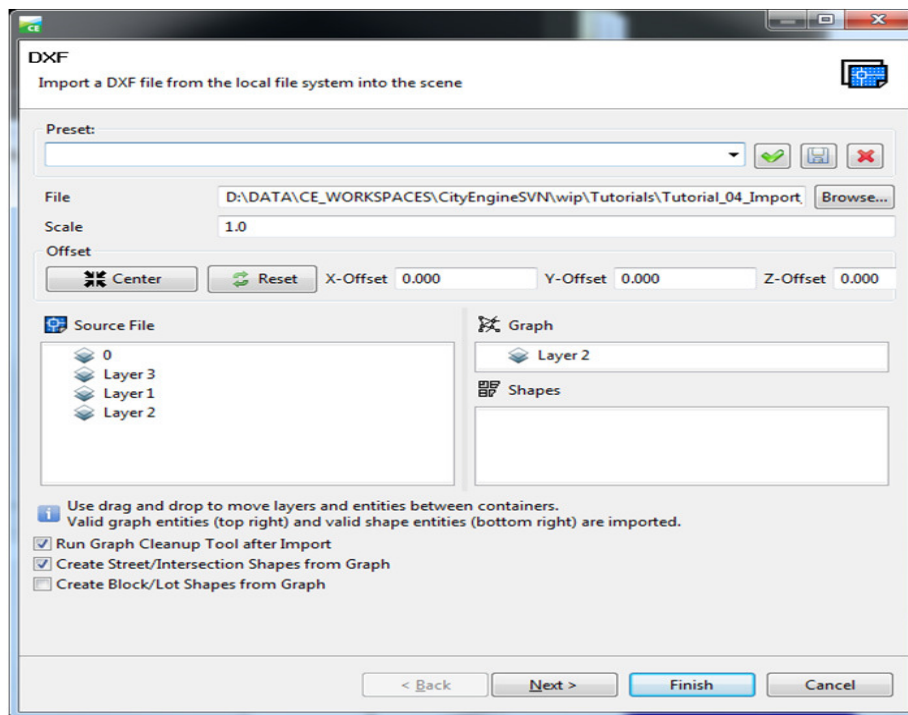 CE
DXF
Import a DXF file from the local file system into the scene
Preset:
File D:\DATA\CE_WORKSPACES\CityEngineSVN\wip\Tutorials\Tutorial_04_Import_ Browse...
Scale 1.0
Offset
Center Reset X-Offset 0.000 Y-Offset 0.000 Z-Offset 0.000
Source File
0
Layer 3
Layer 1
Layer 2
Graph
Layer 2
Shapes
Use drag and drop to move layers and entities between containers.
Valid graph entities (top right) and valid shape entities (bottom right) are imported.
Run Graph Cleanup Tool after Import
Create Street/Intersection Shapes from Graph
Create Block/Lot Shapes from Graph
< Back Next > Finish Cancel